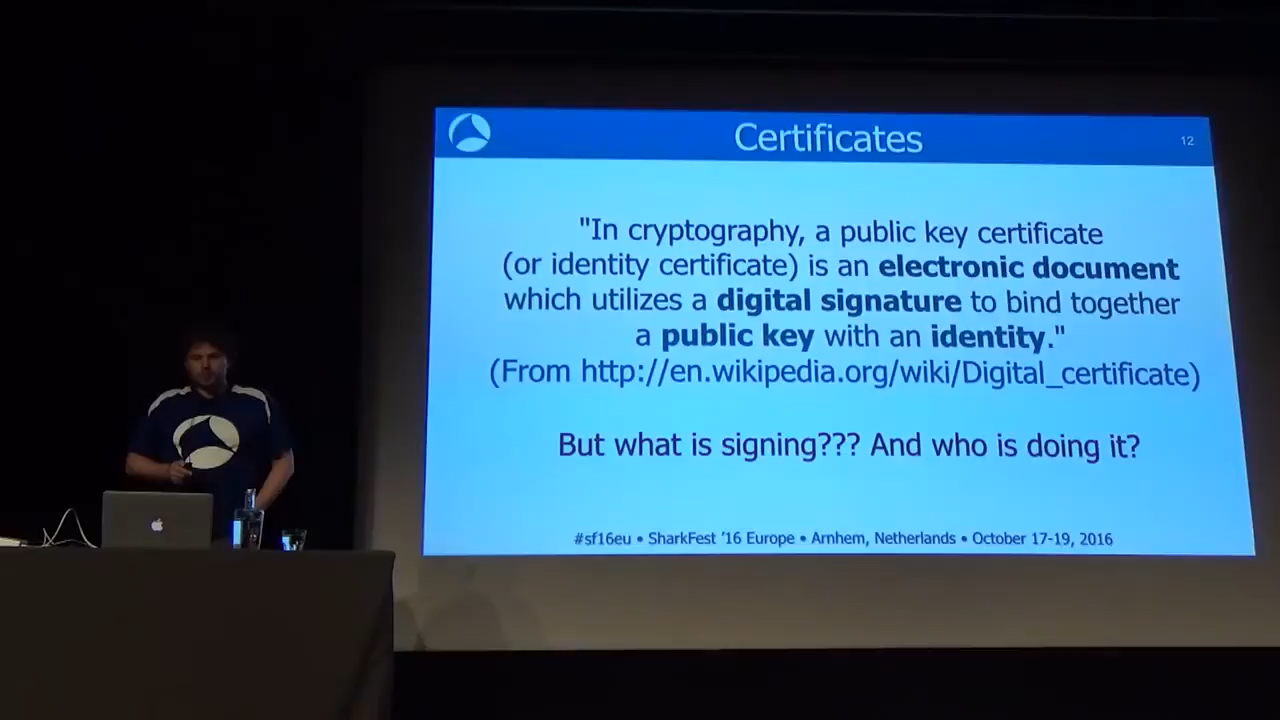 Certificates
12
"In cryptography, a public key certificate
(or identity certificate) is an electronic document
which utilizes a digital signature to bind together
a public key with an identity."
(From http://en.wikipedia.org/wiki/Digital_certificate)
But what is signing??? And who is doing it?
#sf16eu • SharkFest '16 Europe • Arnhem, Netherlands • October 17-19, 2016